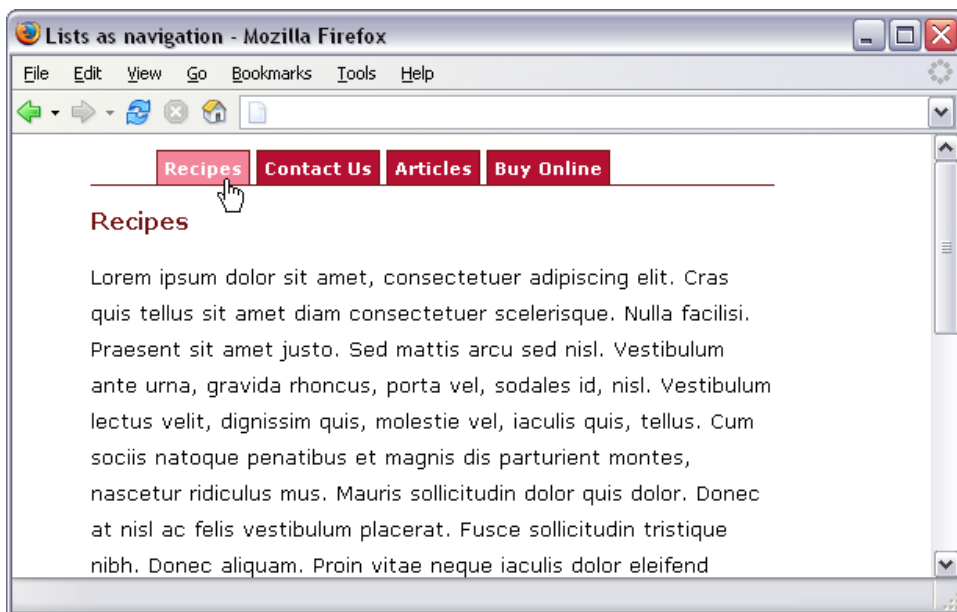 Lists as navigation - Mozilla Firefox
File Edit View Go Bookmarks Tools Help
Recipes Contact Us Articles Buy Online
Recipes
Lorem ipsum dolor sit amet, consectetuer adipiscing elit. Cras
quis tellus sit amet diam consectetuer scelerisque. Nulla facilisi.
Praesent sit amet justo. Sed mattis arcu sed nisl. Vestibulum
ante urna, gravida rhoncus, porta vel, sodales id, nisl. Vestibulum
lectus velit, dignissim quis, molestie vel, iaculis quis, tellus. Cum
sociis natoque penatibus et magnis dis parturient montes,
nascetur ridiculus mus. Mauris sollicitudin dolor quis dolor. Donec
at nisl ac felis vestibulum placerat. Fusce sollicitudin tristique
nibh. Donec aliquam. Proin vitae neque iaculis dolor eleifend